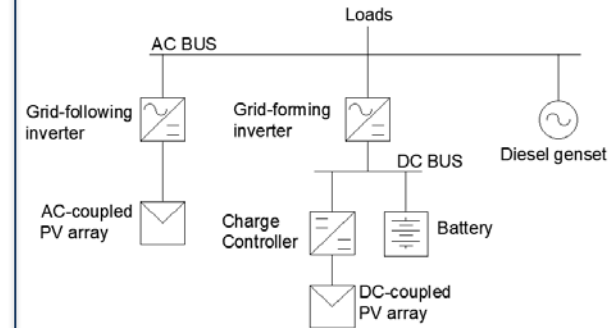 Loads
AC BUS
Grid-following
inverter
Grid-forming
inverter
Diesel genset
DC BUS
AC-coupled
PV array
Charge
Controller
Battery
DC-coupled
PV array